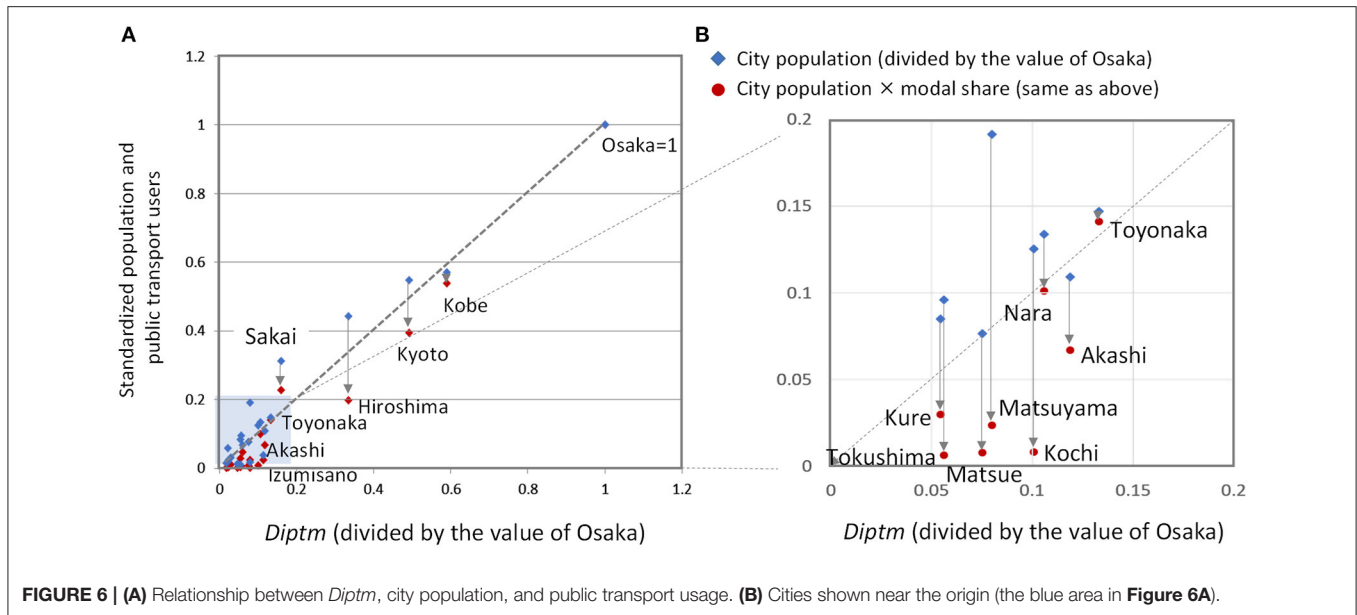 A
1.2
1
0.8
0.6
0.4
0.2
0
0
0.2
0.4
0.6
0.8
1
1.2
Standardized population and
public transport users
Osaka=1
Kobe
Kyoto
Sakai
Hiroshima
Toyonaka
Akashi
Izumisano
Diptm (divided by the value of Osaka)
B
City population (divided by the value of Osaka)
City population × modal share (same as above)
0.2
0.15
0.1
0.05
0
0
0.05
0.1
0.15
0.2
Toyonaka
Nara
Akashi
Kure
Matsuyama
Tokushima
Kochi
Matsue
Diptm (divided by the value of Osaka)
FIGURE 6 | (A) Relationship between Diptm, city population, and public transport usage. (B) Cities shown near the origin (the blue area in Figure 6A).